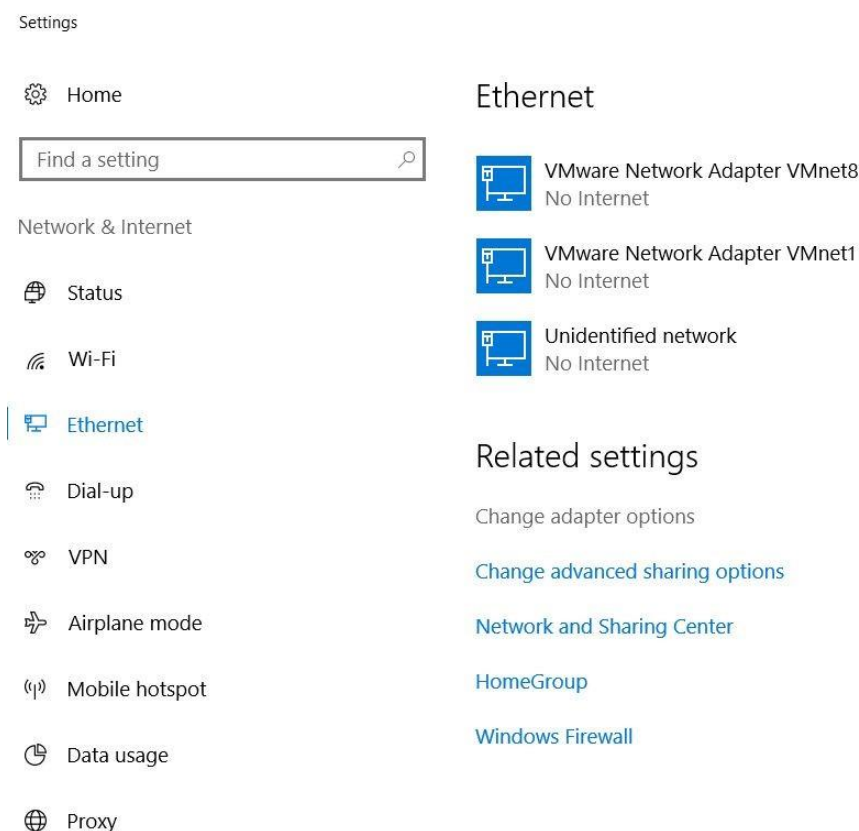 Settings
Home
Find a setting
Network & Internet
Status
Wi-Fi
Ethernet
Dial-up
VPN
Airplane mode
Mobile hotspot
Data usage
Proxy
Ethernet
VMware Network Adapter VMnet8
No Internet
VMware Network Adapter VMnet1
No Internet
Unidentified network
No Internet
Related settings
Change adapter options
Change advanced sharing options
Network and Sharing Center
HomeGroup
Windows Firewall